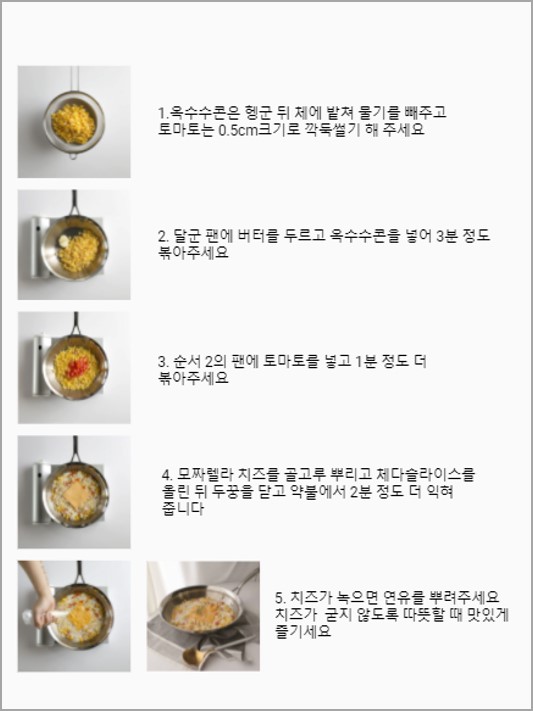 1.옥수수콘은 헹군 뒤 체에 밭쳐 물기를 빼주고
토마토는 0.5cm크기로 깍둑썰기 해 주세요
2. 달군 팬에 버터를 두르고 옥수수콘을 넣어 3분 정도
볶아주세요
3. 순서 2의 팬에 토마토를 넣고 1분 정도 더
볶아주세요
4. 모짜렐라 치즈를 골고루 뿌리고 체다슬라이스를
올린 뒤 두꿍을 닫고 약불에서 2분 정도 더 익혀
줍니다
5. 치즈가 녹으면 연유를 뿌려주세요
치즈가 굳지 않도록 따뜻할 때 맛있게
즐기세요